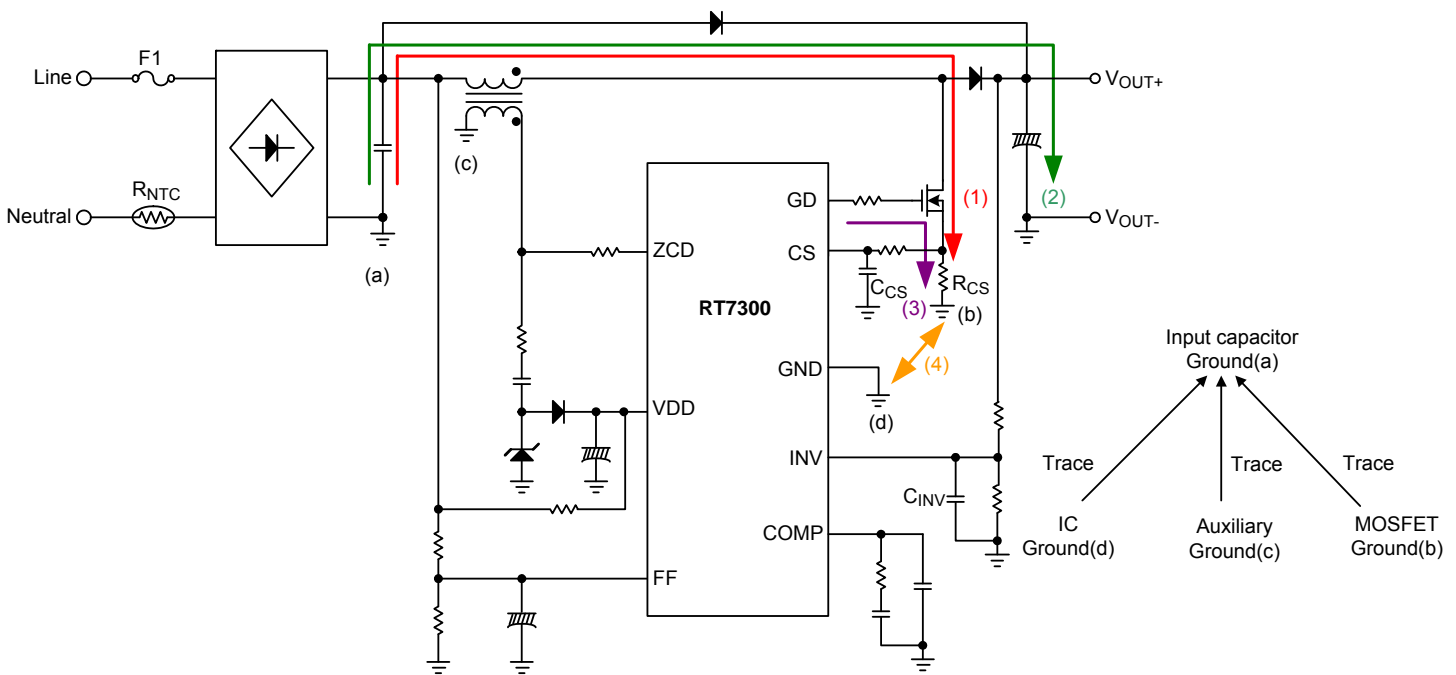 F1
Line
VOUT+
(c)
RNTC
GD
(1)
(2)
Neutral
VOUT-
ZCD
CS
(a)
CCS
RCS
RT7300
(3)
(b)
Input capacitor
Ground(a)
GND
(4)
VDD
(d)
INV
Trace
Trace
Trace
CINV
IC
Ground(d)
Auxiliary
Ground(c)
MOSFET
Ground(b)
COMP
FF